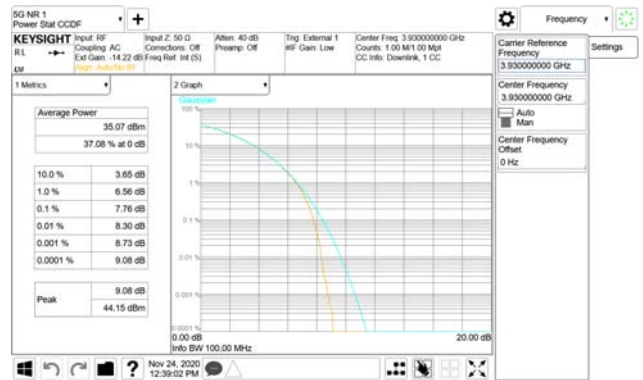 5G NR 1
Power Stat CCDF
Frequency
KEYSIGHT
RL
Input: RF
Coupling: AC
Ext Gain: -14.22 dB
Align: Auto/No RF
Input Z: 50 Ω
Corrections: Off
Freq Ref: Int (S)
Atten: 40 dB
Preamp: Off
Trig: External 1
#IF Gain: Low
Center Freq: 3.930000000 GHz
Counts: 1.00 M/1.00 Mpt
CC Info: Downlink, 1 CC
Carrier Reference
Frequency
3.930000000 GHz
Settings
Center Frequency
3.930000000 GHz
Auto
Man
Center Frequency
Offset
0 Hz
1 Metrics
Average Power
35.07 dBm
37.08 % at 0 dB
10.0 % 3.65 dB
1.0 % 6.56 dB
0.1 % 7.76 dB
0.01 % 8.30 dB
0.001 % 8.73 dB
0.0001 % 9.08 dB
Peak
9.08 dB
44.15 dBm
2 Graph
Gaussian
100 %
10 %
1 %
0.1 %
0.01 %
0.001 %
0.0001 %
0.00 dB
20.00 dB
Info BW 100.00 MHz
Nov 24, 2020
12:39:02 PM